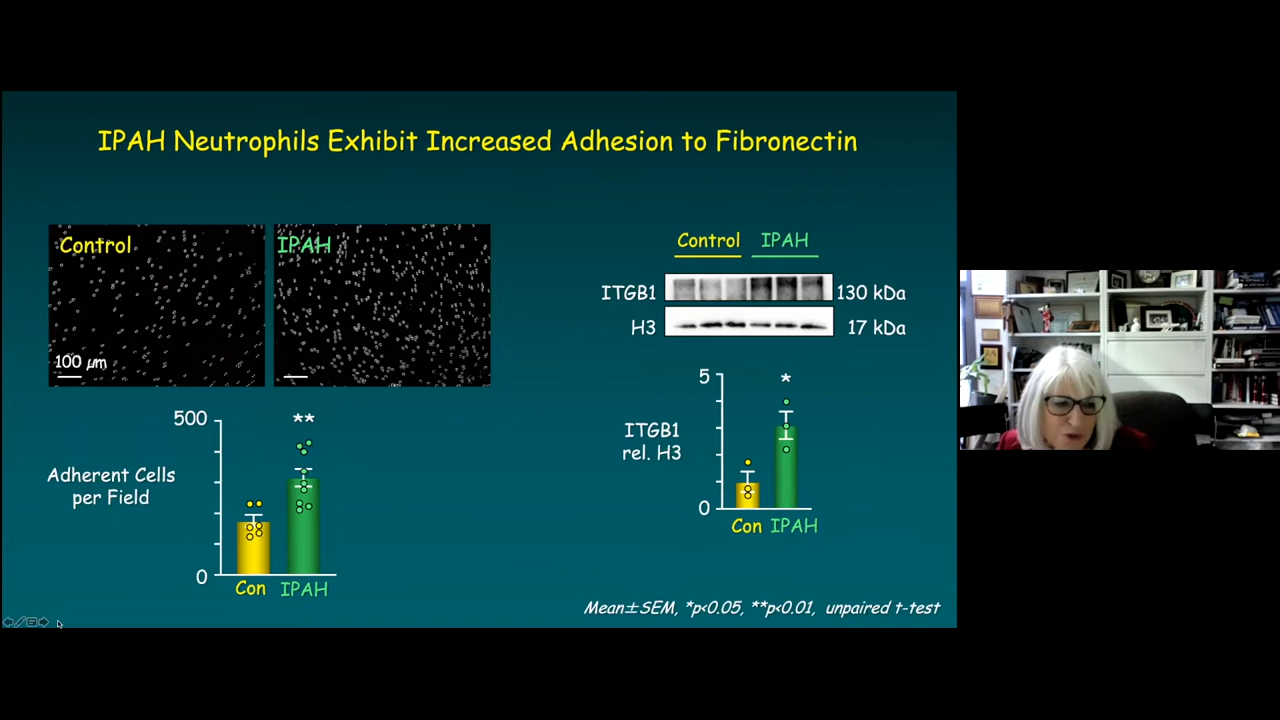 IPAH Neutrophils Exhibit Increased Adhesion to Fibronectin
Control
IPAH
100 µm
Control
IPAH
ITGB1
130 kDa
H3
17 kDa
500
**
Adherent Cells
per Field
0
Con
IPAH
5
*
ITGB1
rel. H3
0
Con
IPAH
Mean±SEM, *p<0.05, **p<0.01, unpaired t-test